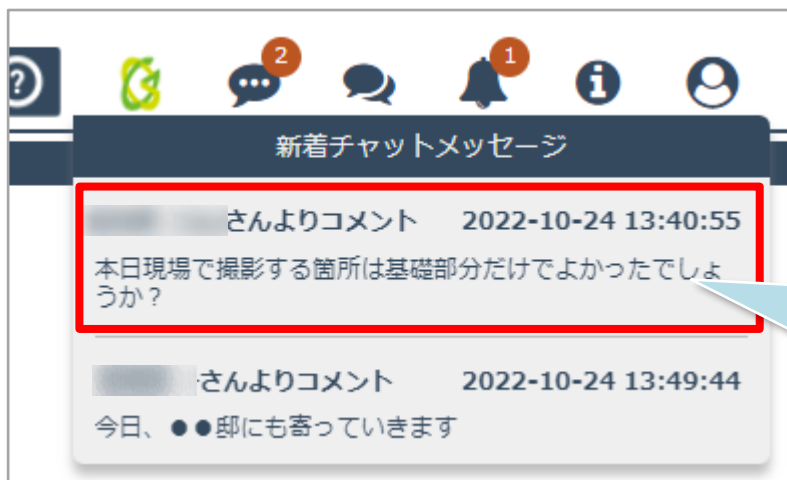 ?
2
1
新着チャットメッセージ
さんよりコメント 2022-10-24 13:40:55
本日現場で撮影する箇所は基礎部分だけでよかったでしょ
うか？
さんよりコメント 2022-10-24 13:49:44
今日、●●邸にも寄っていきます